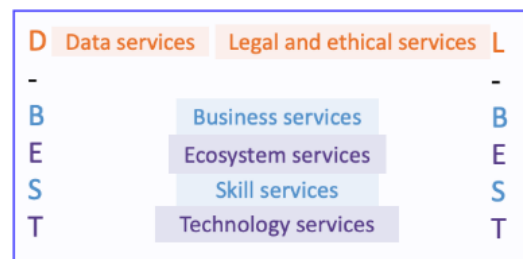 D Data services Legal and ethical services L
- -
B Business services B
E Ecosystem services E
S Skill services S
T Technology services T